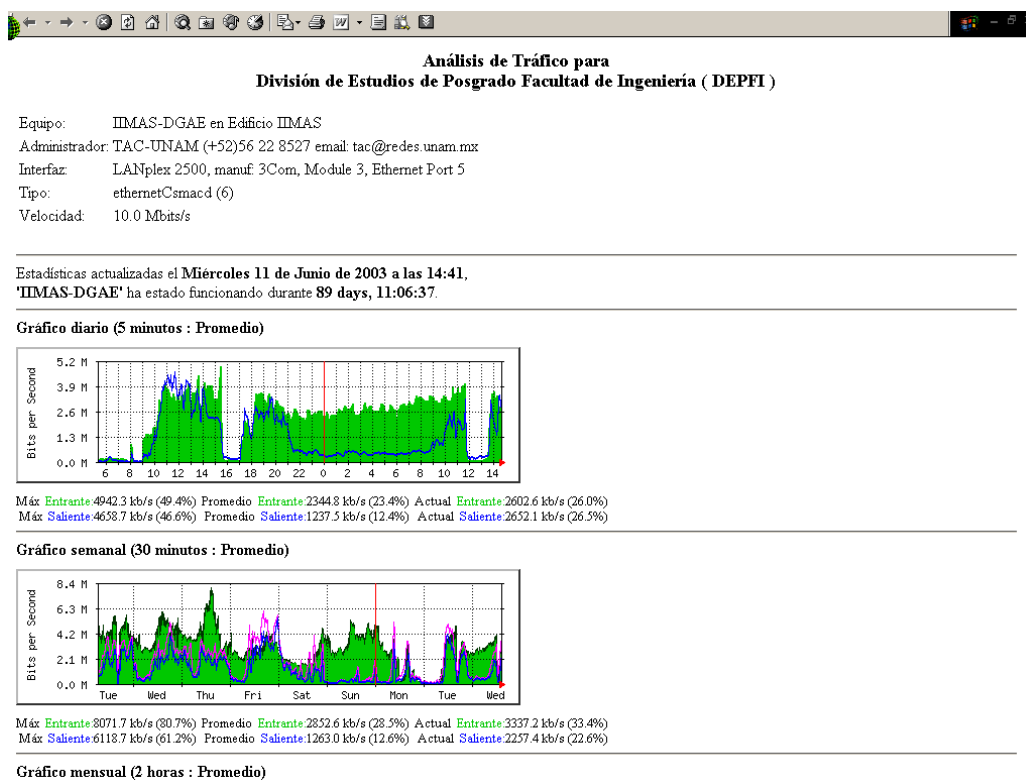 Análisis de Tráfico para
División de Estudios de Posgrado Facultad de Ingeniería ( DEPFI )
Equipo: IIMAS-DGAE en Edificio IIMAS
Administrador: TAC-UNAM (+52)56 22 8527 email: tac@redes.unam.mx
Interfaz: LANplex 2500, manuf: 3Com, Module 3, Ethernet Port 5
Tipo: ethernetCsmacd (6)
Velocidad: 10.0 Mbits/s
Estadísticas actualizadas el Miércoles 11 de Junio de 2003 a las 14:41,
'IIMAS-DGAE' ha estado funcionando durante 89 days, 11:06:37.
Gráfico diario (5 minutos : Promedio)
Bits per Second
5.2 M
3.9 M
2.6 M
1.3 M
0.0 M
6 8 10 12 14 16 18 20 22 0 2 4 6 8 10 12 14
Máx Entrante:4942.3 kb/s (49.4%) Promedio Entrante:2344.8 kb/s (23.4%) Actual Entrante:2602.6 kb/s (26.0%)
Máx Saliente:4658.7 kb/s (46.6%) Promedio Saliente:1237.5 kb/s (12.4%) Actual Saliente:2652.1 kb/s (26.5%)
Gráfico semanal (30 minutos : Promedio)
Bits per Second
8.4 M
6.3 M
4.2 M
2.1 M
0.0 M
Tue Wed Thu Fri Sat Sun Mon Tue Wed
Máx Entrante:8071.7 kb/s (80.7%) Promedio Entrante:2852.6 kb/s (28.5%) Actual Entrante:3337.2 kb/s (33.4%)
Máx Saliente:6118.7 kb/s (61.2%) Promedio Saliente:1263.0 kb/s (12.6%) Actual Saliente:2257.4 kb/s (22.6%)
Gráfico mensual (2 horas : Promedio)